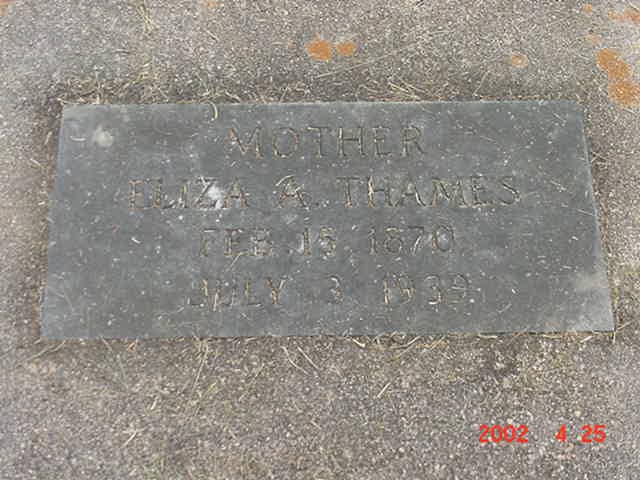 MOTHER
ELIZA A. THAMES
FEB 15 1870
JULY 3 1939
2002 4 25